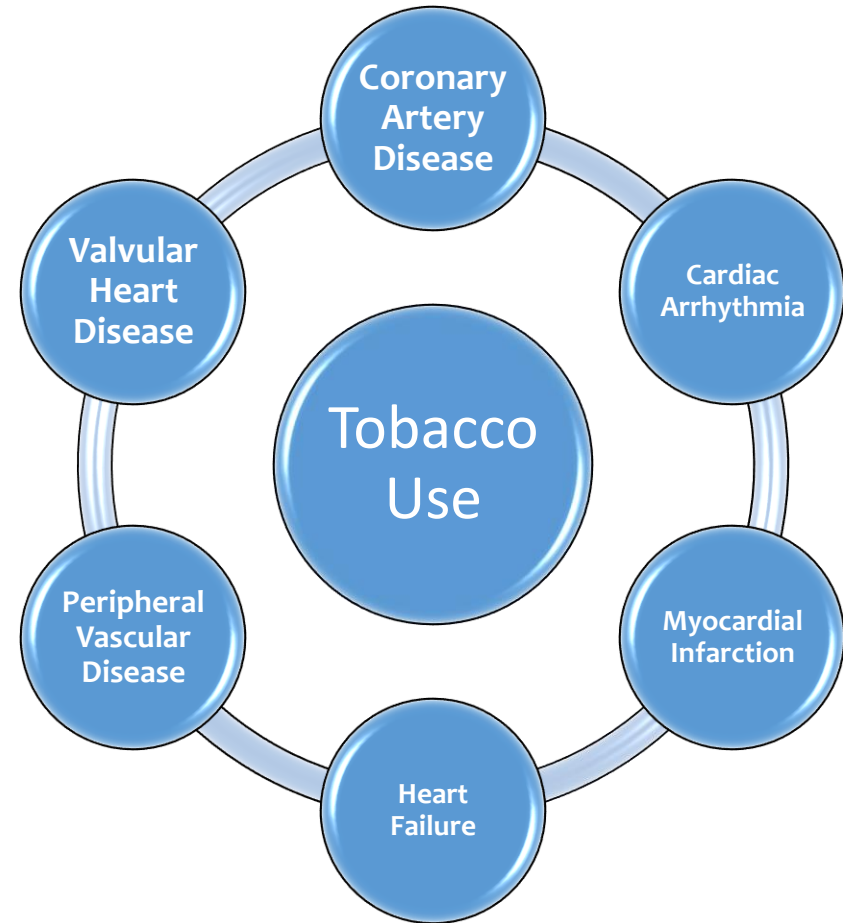 Coronary
Artery
Disease
Cardiac
Arrhythmia
Myocardial
Infarction
Heart
Failure
Peripheral
Vascular
Disease
Valvular
Heart
Disease
Tobacco
Use